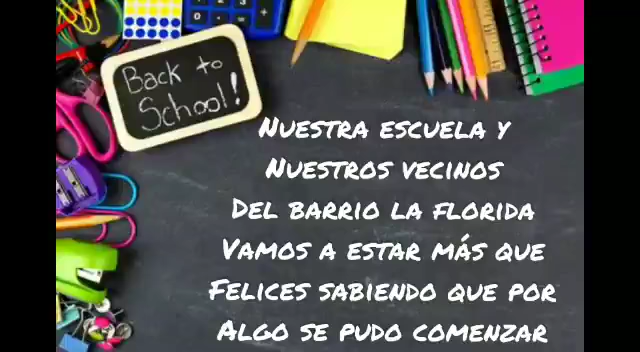 Back to
School!
NUESTRA ESCUELA Y
NUESTROS VECINOS
DEL BARRIO LA FLORIDA
VAMOS A ESTAR MÁS QUE
FELICES SABIENDO QUE POR
ALGO SE PUDO COMENZAR